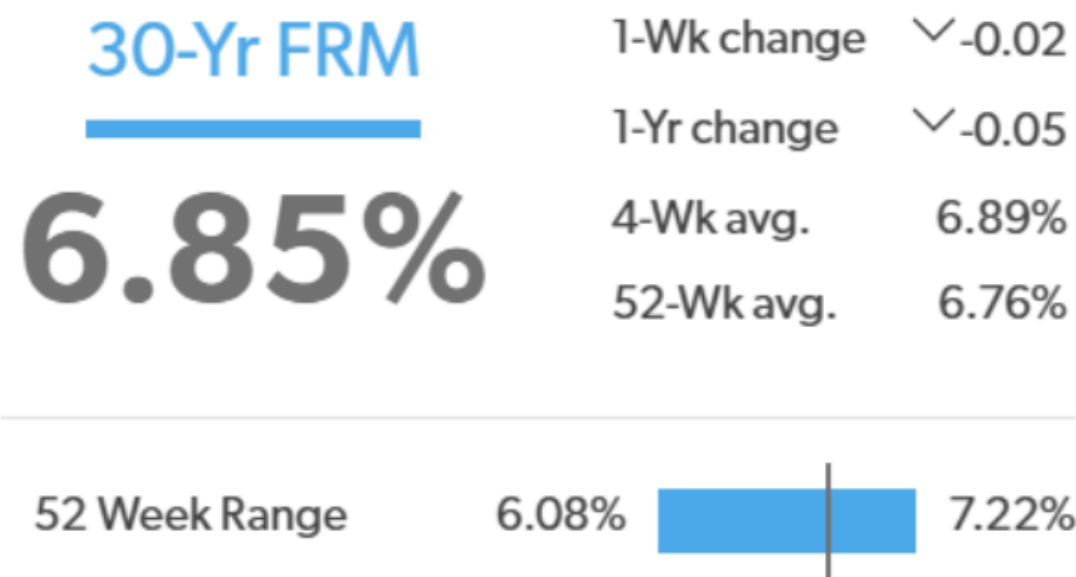 30-Yr FRM
6.85%
1-Wk change -0.02
1-Yr change -0.05
4-Wk avg. 6.89%
52-Wk avg. 6.76%
52 Week Range 6.08% 7.22%